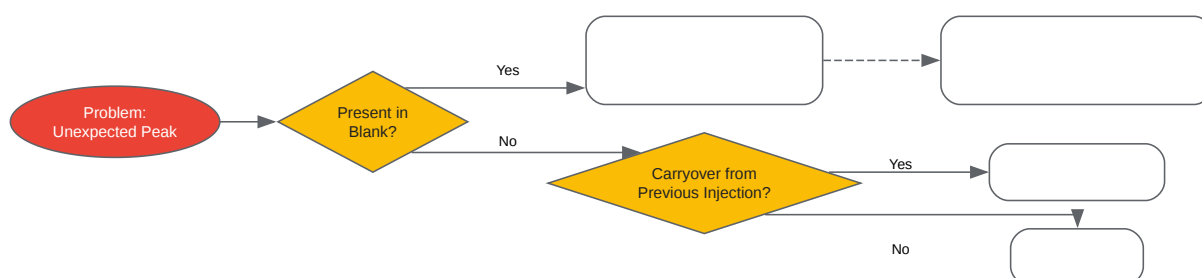 Problem:
Unexpected Peak
Present in
Blank?
Yes
No
Carryover from
Previous Injection?
Yes
No